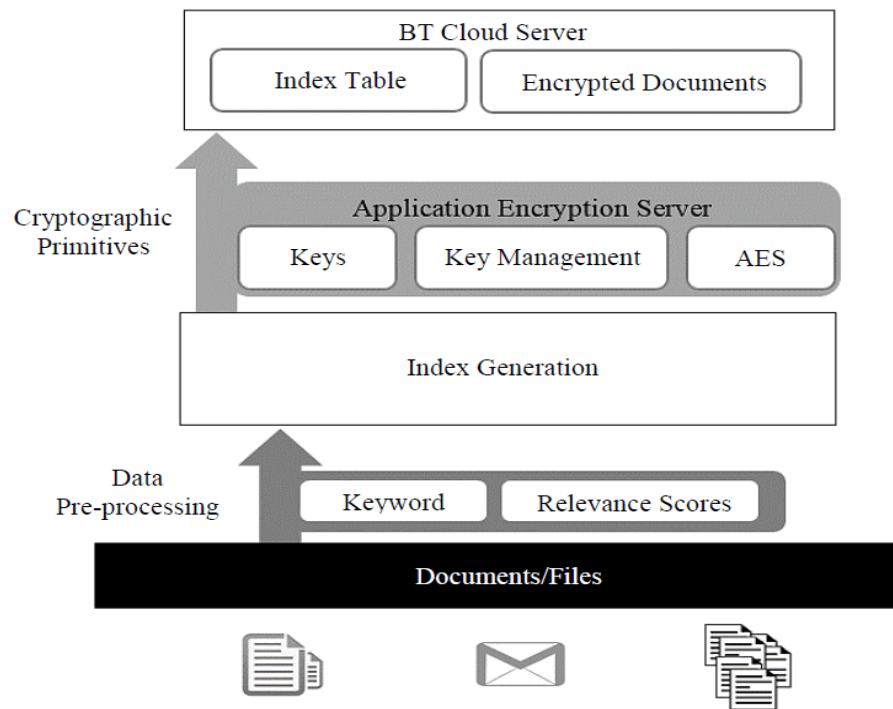 BT Cloud Server
Index Table
Encrypted Documents
Cryptographic
Primitives
Application Encryption Server
Keys
Key Management
AES
Index Generation
Data
Pre-processing
Keyword
Relevance Scores
Documents/Files